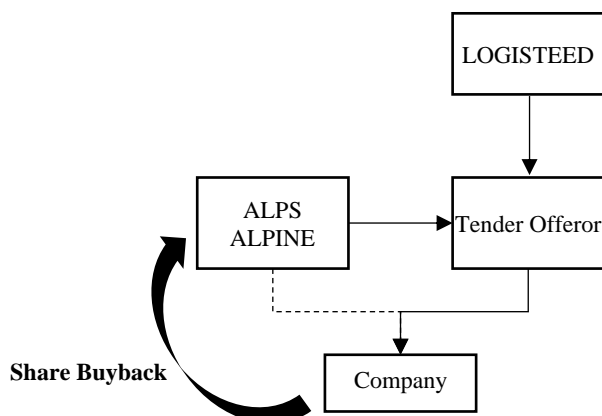 LOGISTEED
ALPS
ALPINE
Tender Offeror
Share Buyback
Company